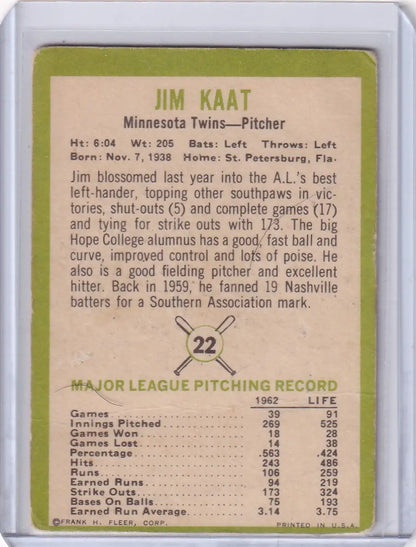 JIM KAAT
Minnesota Twins—Pitcher
Ht: 6:04 Wt: 205 Bats: Left Throws: Left
Born: Nov. 7, 1938 Home: St. Petersburg, Fla.
Jim blossomed last year into the A.L.'s best
left-hander, topping other southpaws in vic-
tories, shut-outs (5) and complete games (17)
and tying for strike outs with 173. The big
Hope College alumnus has a good, fast ball and
curve, improved control and lots of poise. He
also is a good fielding pitcher and excellent
hitter. Back in 1959, he fanned 19 Nashville
batters for a Southern Association mark.
22
MAJOR LEAGUE PITCHING RECORD
1962 LIFE
Games 39 91
Innings Pitched 269 525
Games Won 18 28
Games Lost 14 38
Percentage .563 .424
Hits 243 486
Runs 106 259
Earned Runs 94 219
Strike Outs 173 324
Bases On Balls 75 193
Earned Run Average 3.14 3.75
©FRANK H. FLEER, CORP. PRINTED IN U.S.A.